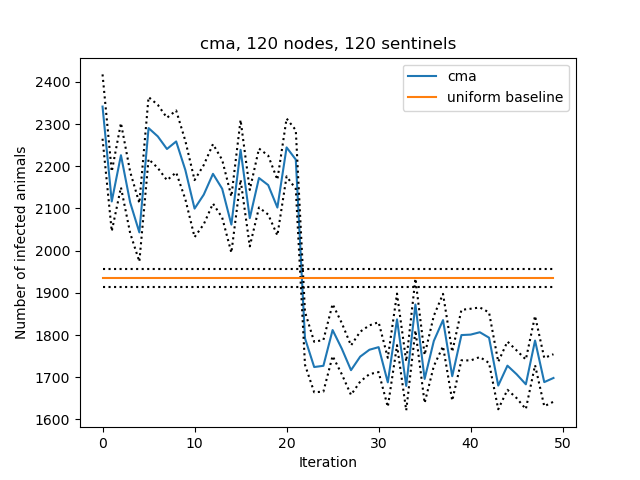 cma, 120 nodes, 120 sentinels
cma
uniform baseline
Number of infected animals
2400
2300
2200
2100
2000
1900
1800
1700
1600
0 10 20 30 40 50
Iteration